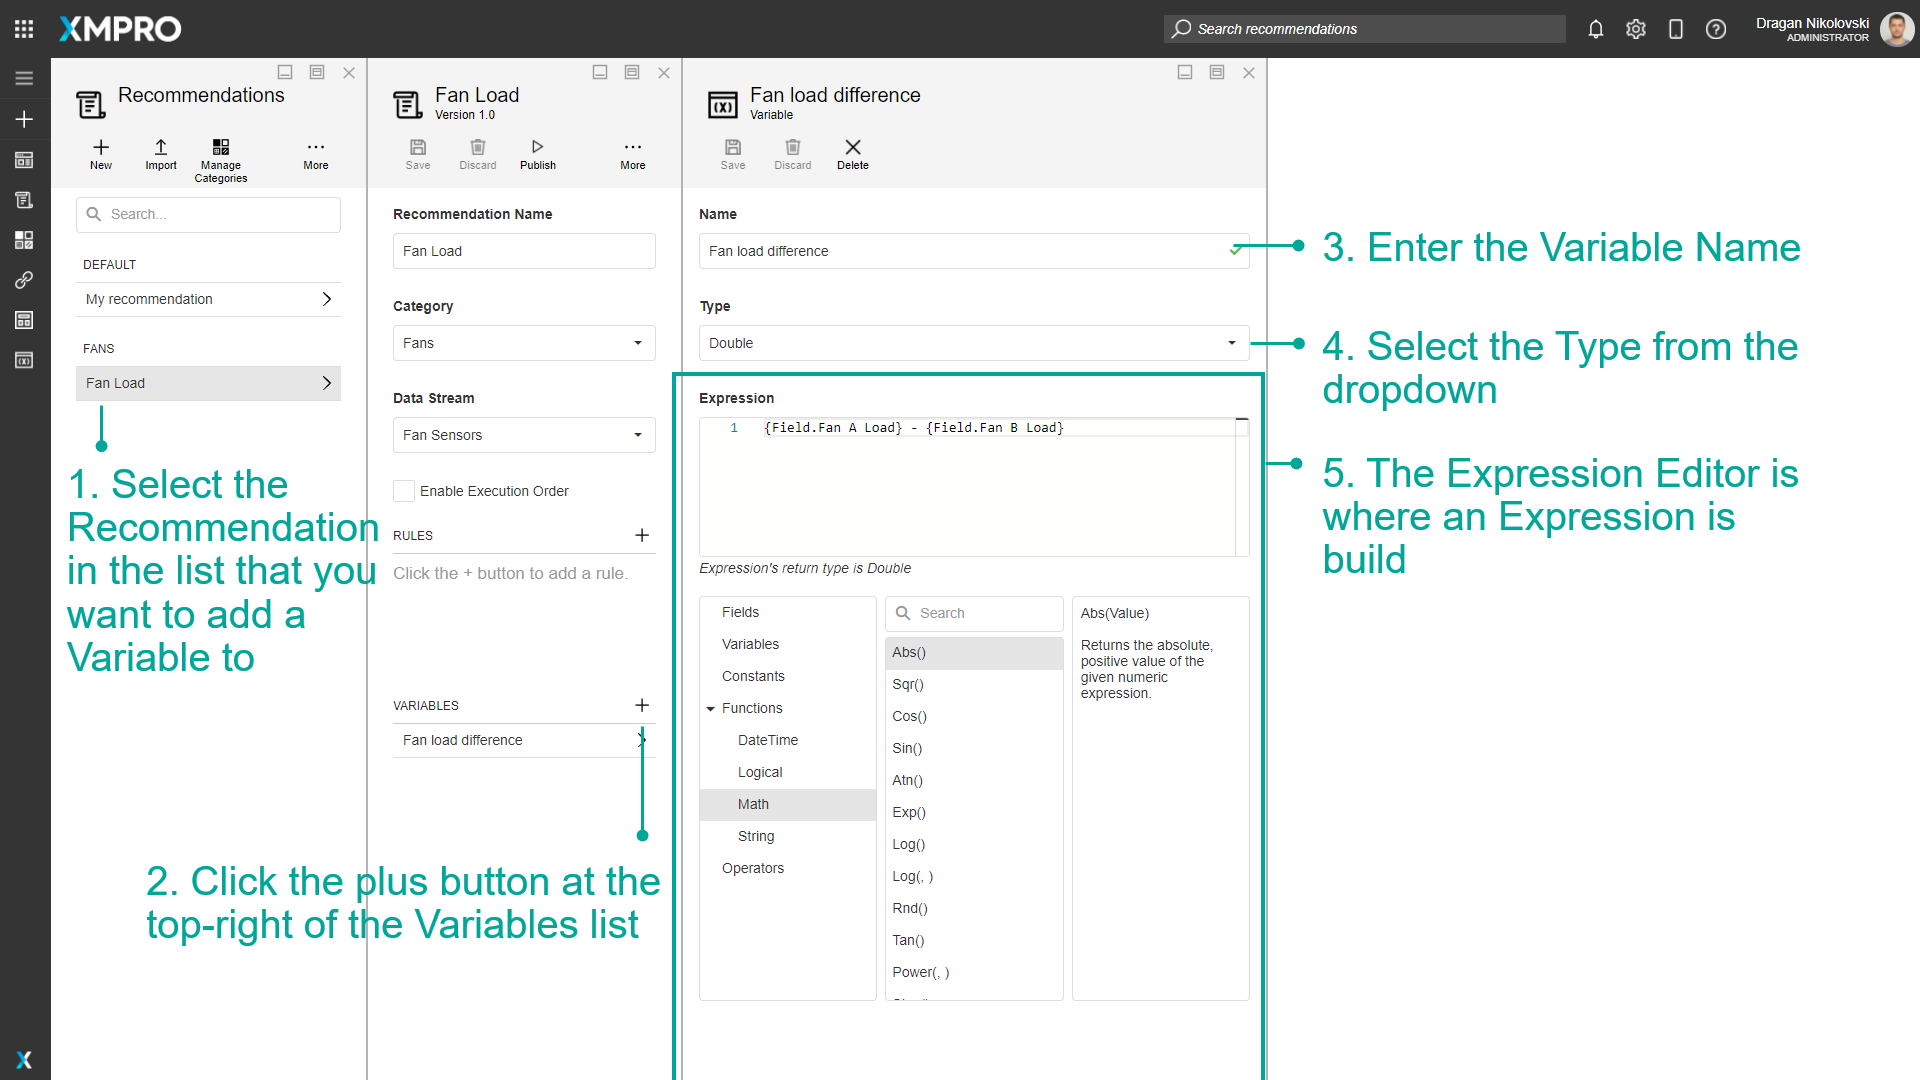 XMPRO
Search recommendations
Dragan Nikolovski
ADMINISTRATOR
Recommendations
New
Import
Manage
Categories
More
Search...
DEFAULT
My recommendation
FANS
Fan Load
1. Select the
Recommendation
in the list that you
want to add a
Variable to
Fan Load
Version 1.0
Save
Discard
Publish
More
Recommendation Name
Fan Load
Category
Fans
Data Stream
Fan Sensors
Enable Execution Order
RULES
Click the + button to add a rule.
VARIABLES
Fan load difference
2. Click the plus button at the
top-right of the Variables list
Fan load difference
Variable
Save
Discard
Delete
Name
Fan load difference
Type
Double
Expression
1 {Field.Fan A Load} - {Field.Fan B Load}
Expression's return type is Double
Fields
Variables
Constants
Functions
DateTime
Logical
Math
String
Operators
Search
Abs()
Sqr()
Cos()
Sin()
Atn()
Exp()
Log()
Log(, )
Rnd()
Tan()
Power(, )
Abs(Value)
Returns the absolute,
positive value of the
given numeric
expression.
3. Enter the Variable Name
4. Select the Type from the
dropdown
5. The Expression Editor is
where an Expression is
build